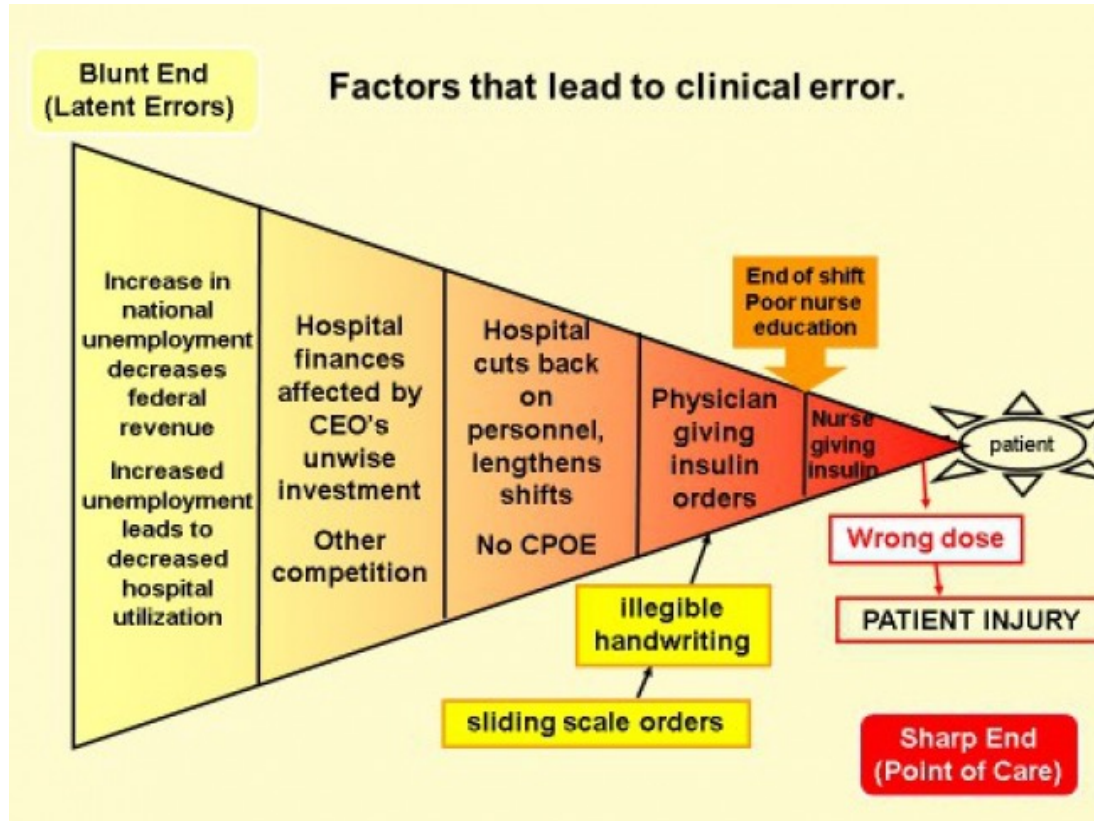 Blunt End
(Latent Errors)
Factors that lead to clinical error.
Increase in
national
unemployment
decreases
federal
revenue
Increased
unemployment
leads to
decreased
hospital
utilization
Hospital
finances
affected by
CEO's
unwise
investment
Other
competition
Hospital
cuts back
on
personnel,
lengthens
shifts
No CPOE
Physician
giving
insulin
orders
End of shift
Poor nurse
education
Nurse
giving
insulin
patient
Wrong dose
PATIENT INJURY
illegible
handwriting
sliding scale orders
Sharp End
(Point of Care)